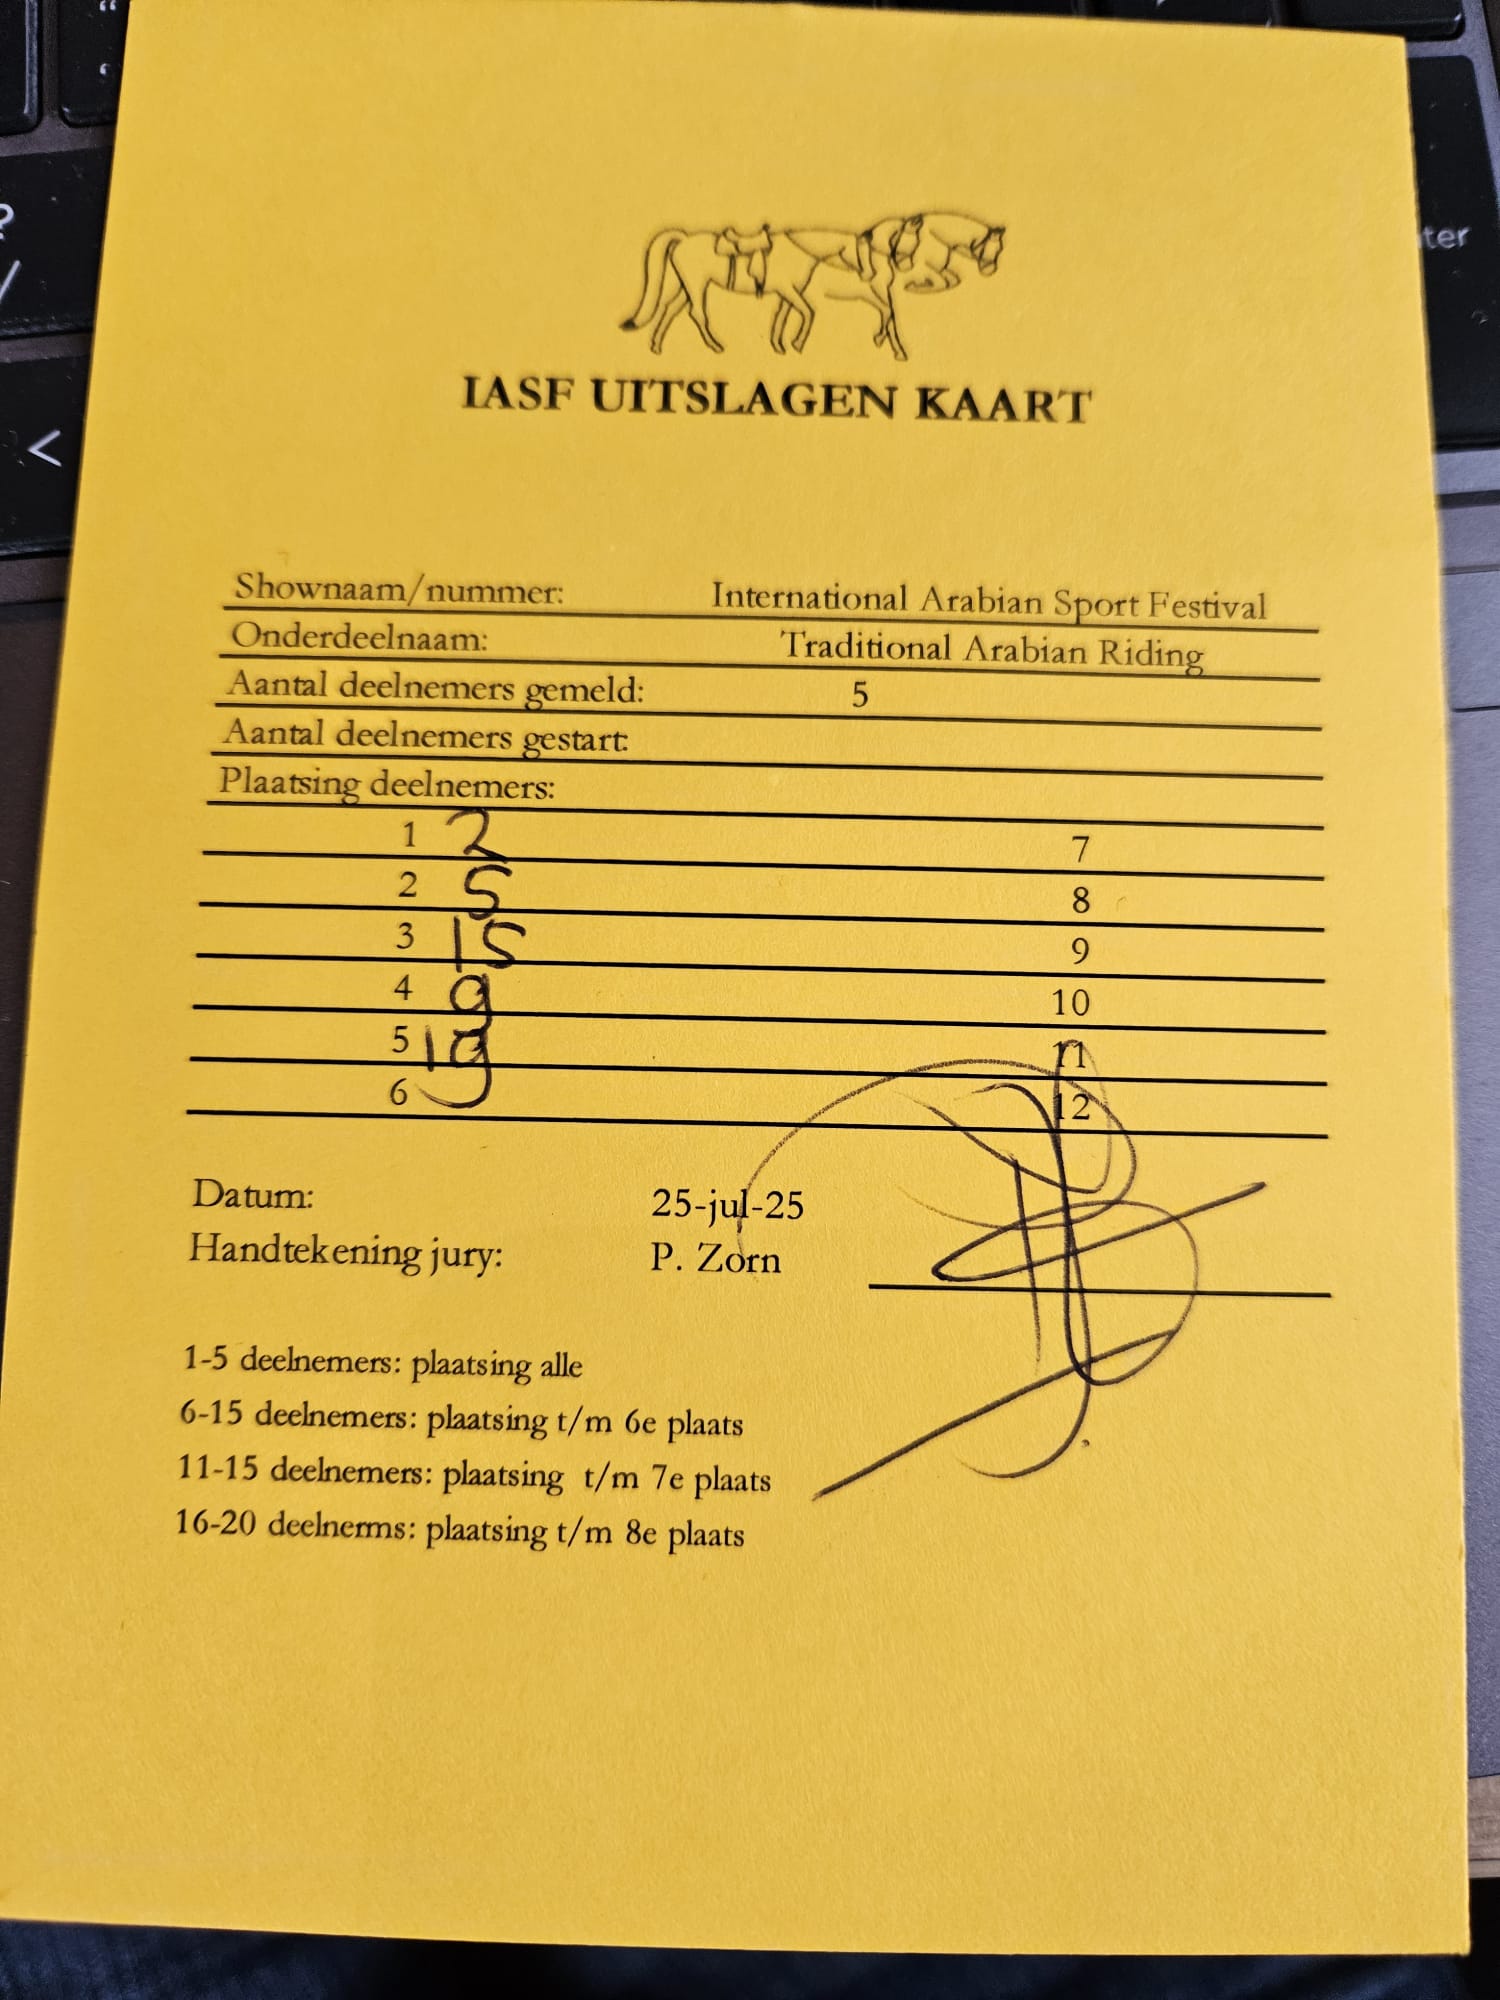 IASF UITSLAGEN KAART
Shownaam/nummer: International Arabian Sport Festival
Onderdeelnaam: Traditional Arabian Riding
Aantal deelnemers gemeld: 5
Aantal deelnemers gestart:
Plaatsing deelnemers:
1 2 7
2 5 8
3 15 9
4 9 10
5 19 11
6 12
Datum: 25-jul-25
Handtekening jury: P. Zorn
1-5 deelnemers: plaatsing alle
6-15 deelnemers: plaatsing t/m 6e plaats
11-15 deelnemers: plaatsing t/m 7e plaats
16-20 deelnerms: plaatsing t/m 8e plaats
ter
?
/
<